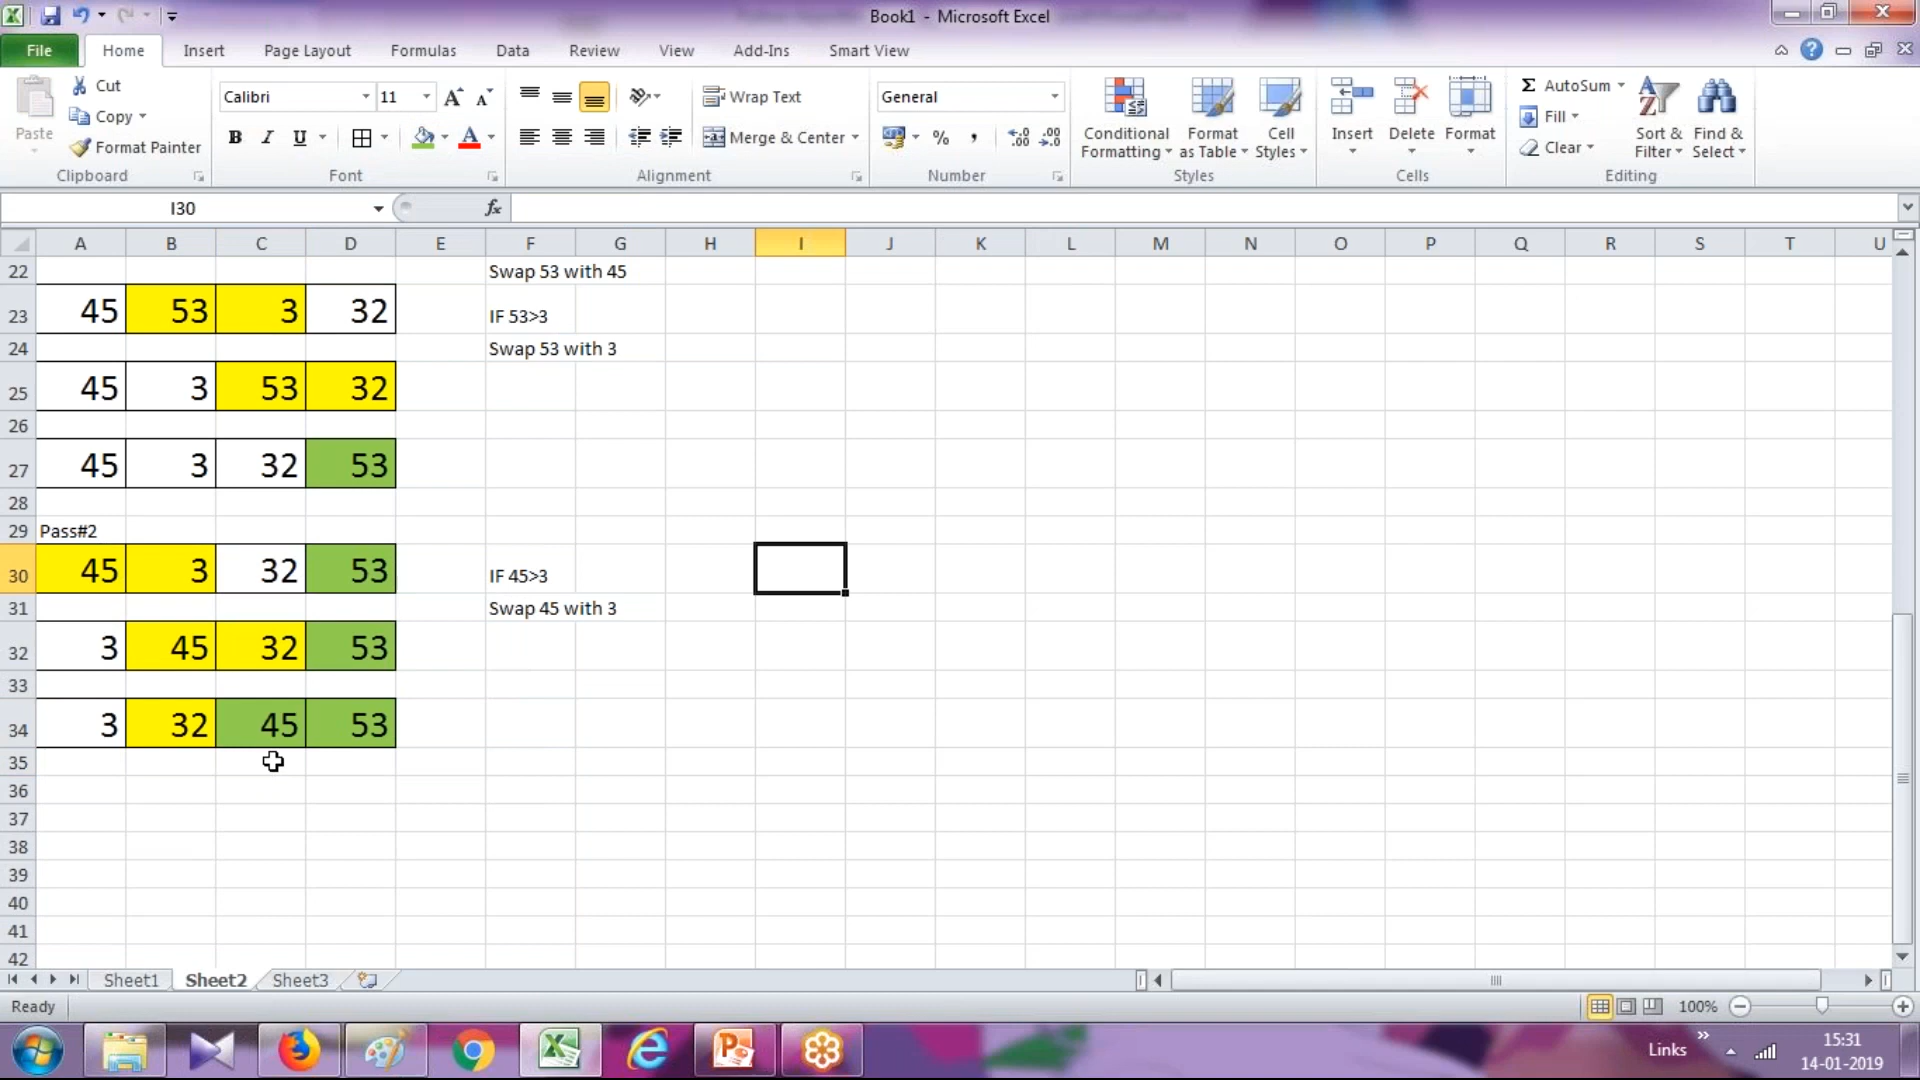 Book1 - Microsoft Excel
File Home Insert Page Layout Formulas Data Review View Add-Ins Smart View
Paste
Cut
Copy
Format Painter
Clipboard
Calibri 11
B I U
Font
Wrap Text
Merge & Center
Alignment
General
% ,
Number
Conditional Formatting
Format as Table
Cell Styles
Styles
Insert Delete Format
Cells
Σ AutoSum
Fill
Clear
Sort & Filter
Find & Select
Editing
I30 fx
A B C D E F G H I J K L M N O P Q R S T U
22 Swap 53 with 45
23 45 53 3 32 IF 53>3
24 Swap 53 with 3
25 45 3 53 32
26
27 45 3 32 53
28
29 Pass#2
30 45 3 32 53 IF 45>3
31 Swap 45 with 3
32 3 45 32 53
33
34 3 32 45 53
35
36
37
38
39
40
41
42
Sheet1 Sheet2 Sheet3
Ready 100%
Links
15:31
14-01-2019